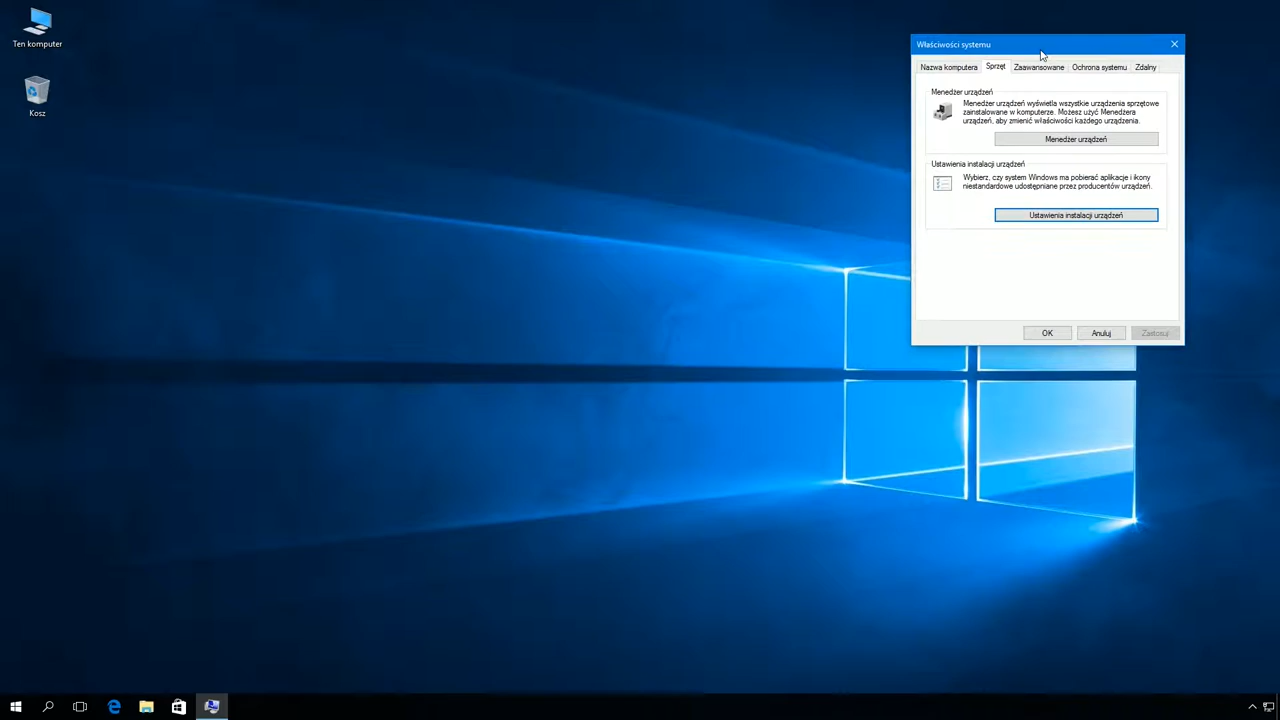 Ten komputer
Kosz
Właściwości systemu
Nazwa komputera
Sprzęt
Zaawansowane
Ochrona systemu
Zdalny
Menedżer urządzeń
Menedżer urządzeń wyświetla wszystkie urządzenia sprzętowe
zainstalowane w komputerze. Możesz użyć Menedżera
urządzeń, aby zmienić właściwości każdego urządzenia.
Menedżer urządzeń
Ustawienia instalacji urządzeń
Wybierz, czy system Windows ma pobierać aplikacje i ikony
niestandardowe udostępniane przez producentów urządzeń.
Ustawienia instalacji urządzeń
OK
Anuluj
Zastosuj